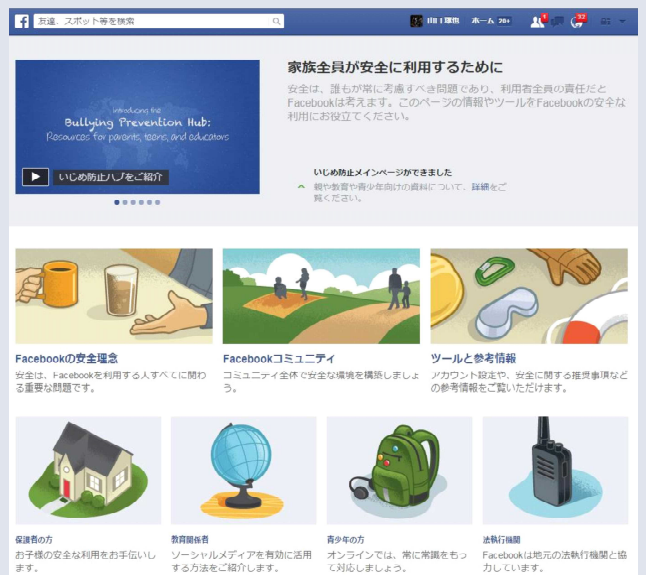 友達、スポット等を検索
ホーム 20+
1
32
家族全員が安全に利用するために
安全は、誰もが常に考慮すべき問題であり、利用者全員の責任だと
Facebookは考えます。このページの情報やツールをFacebookの安全な
利用にお役立てください。
Introducing the
Bullying Prevention Hub:
Resources for parents, teens, and educators
いじめ防止ハブをご紹介
いじめ防止メインページができました
親や教育や青少年向けの資料について、詳細をご
覧ください。
Facebookの安全理念
安全は、Facebookを利用する人すべてに関わ
る重要な問題です。
Facebookコミュニティ
コミュニティ全体で安全な環境を構築しましょ
う。
ツールと参考情報
アカウント設定や、安全に関する推奨事項など
の参考情報をご覧いただけます。
保護者の方
お子様の安全な利用をお手伝いし
ます。
教育関係者
ソーシャルメディアを有効に活用
する方法をご紹介します。
青少年の方
オンラインでは、常に常識をもっ
て対応しましょう。
法執行機関
Facebookは地元の法執行機関と協
力しています。